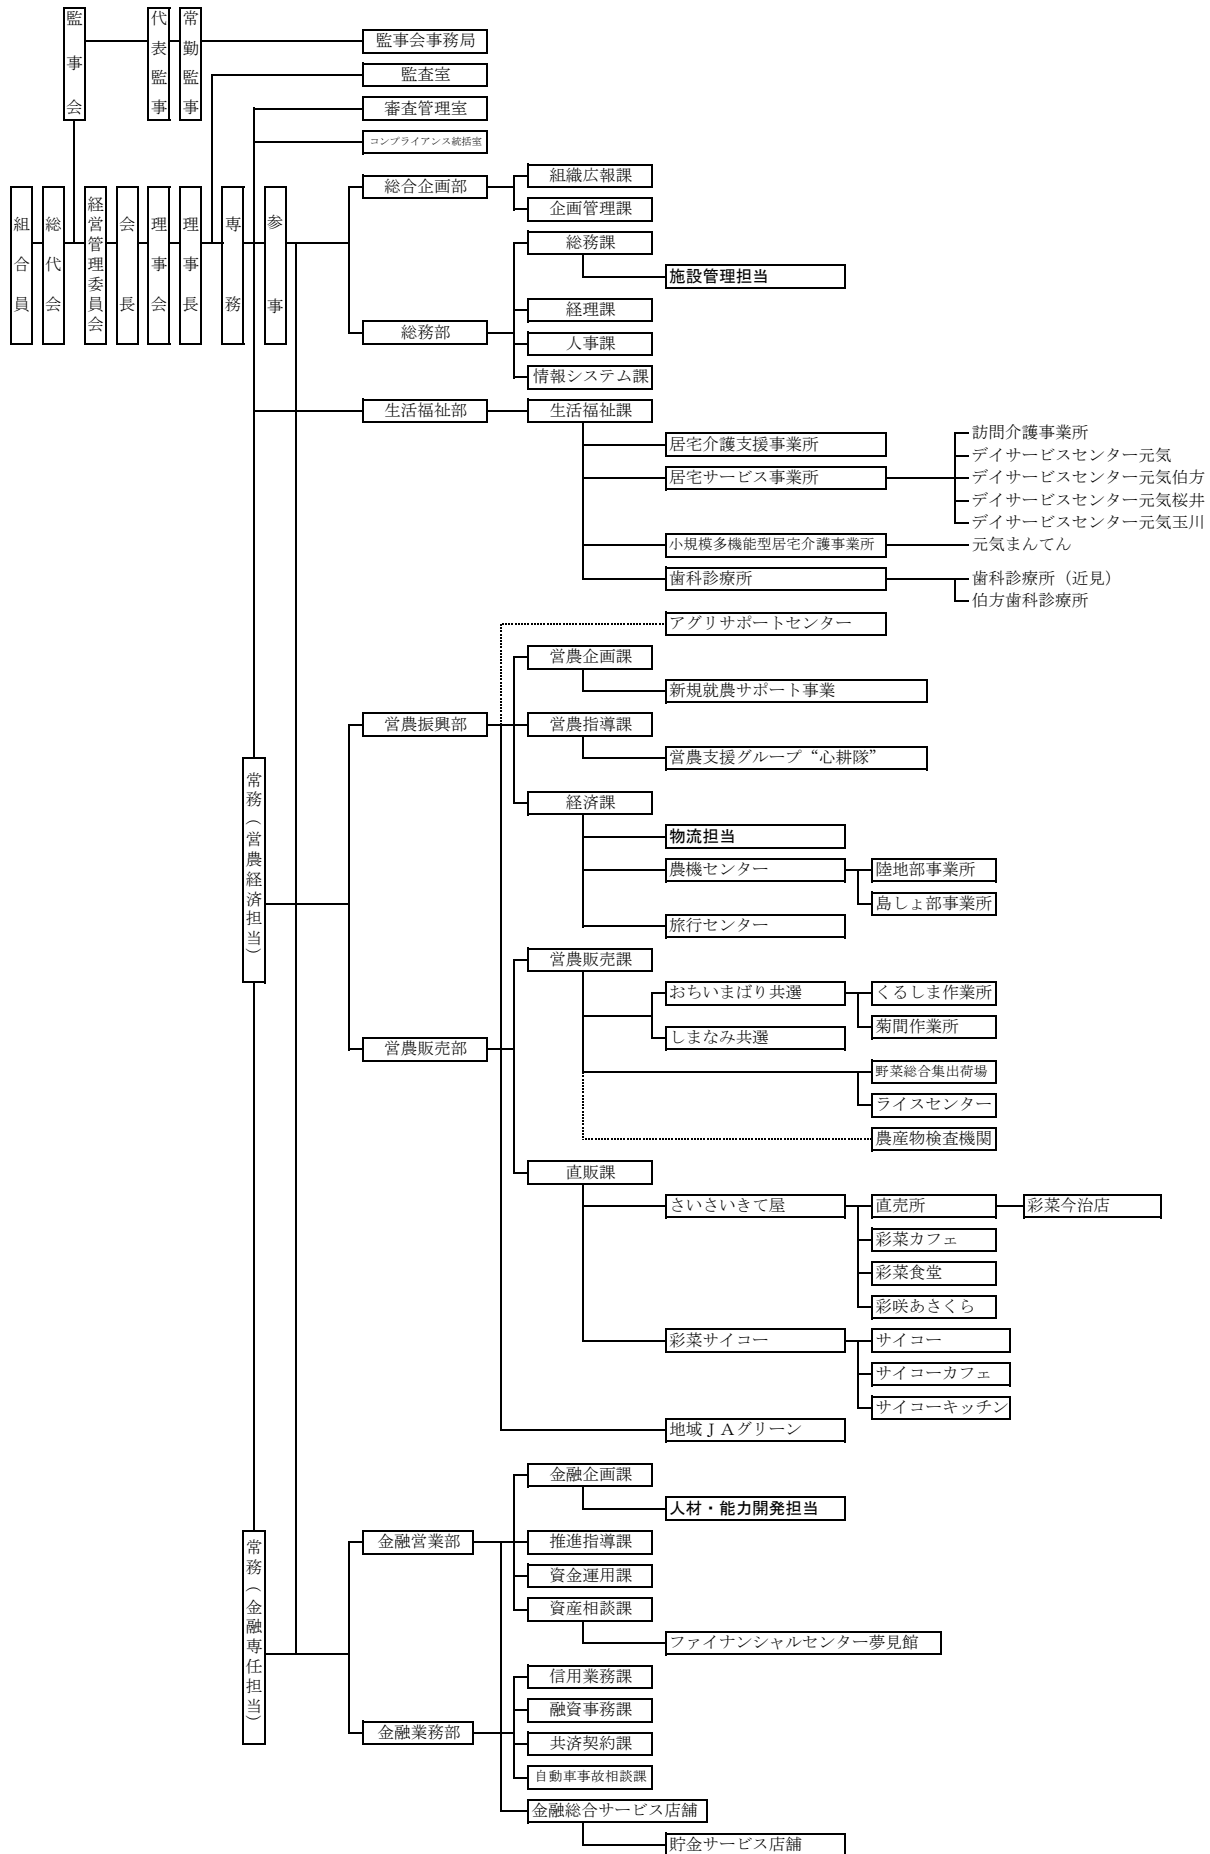 監事会
代表監事
常勤監事
監事会事務局
監査室
審査管理室
コンプライアンス統括室
組合員
総代会
経営管理委員会
会長
理事会
理事長
専務
参事
総合企画部
組織広報課
企画管理課
総務課
施設管理担当
経理課
総務部
人事課
情報システム課
生活福祉部
生活福祉課
居宅介護支援事業所
居宅サービス事業所
訪問介護事業所
デイサービスセンター元気
デイサービスセンター元気伯方
デイサービスセンター元気桜井
デイサービスセンター元気玉川
小規模多機能型居宅介護事業所
元気まんてん
歯科診療所
歯科診療所（近見）
伯方歯科診療所
アグリサポートセンター
営農企画課
新規就農サポート事業
営農振興部
営農指導課
営農支援グループ“心耕隊”
常務（営農経済担当）
経済課
物流担当
農機センター
陸地部事業所
島しょ部事業所
旅行センター
営農販売課
おちいまばり共選
くるしま作業所
菊間作業所
しまなみ共選
営農販売部
野菜総合集出荷場
ライスセンター
農産物検査機関
直販課
さいさいきて屋
直売所
彩菜今治店
彩菜カフェ
彩菜食堂
彩咲あさくら
彩菜サイコー
サイコー
サイコーカフェ
サイコーキッチン
地域ＪＡグリーン
金融企画課
人材・能力開発担当
常務（金融専任担当）
金融営業部
推進指導課
資金運用課
資産相談課
ファイナンシャルセンター夢見館
信用業務課
融資事務課
金融業務部
共済契約課
自動車事故相談課
金融総合サービス店舗
貯金サービス店舗